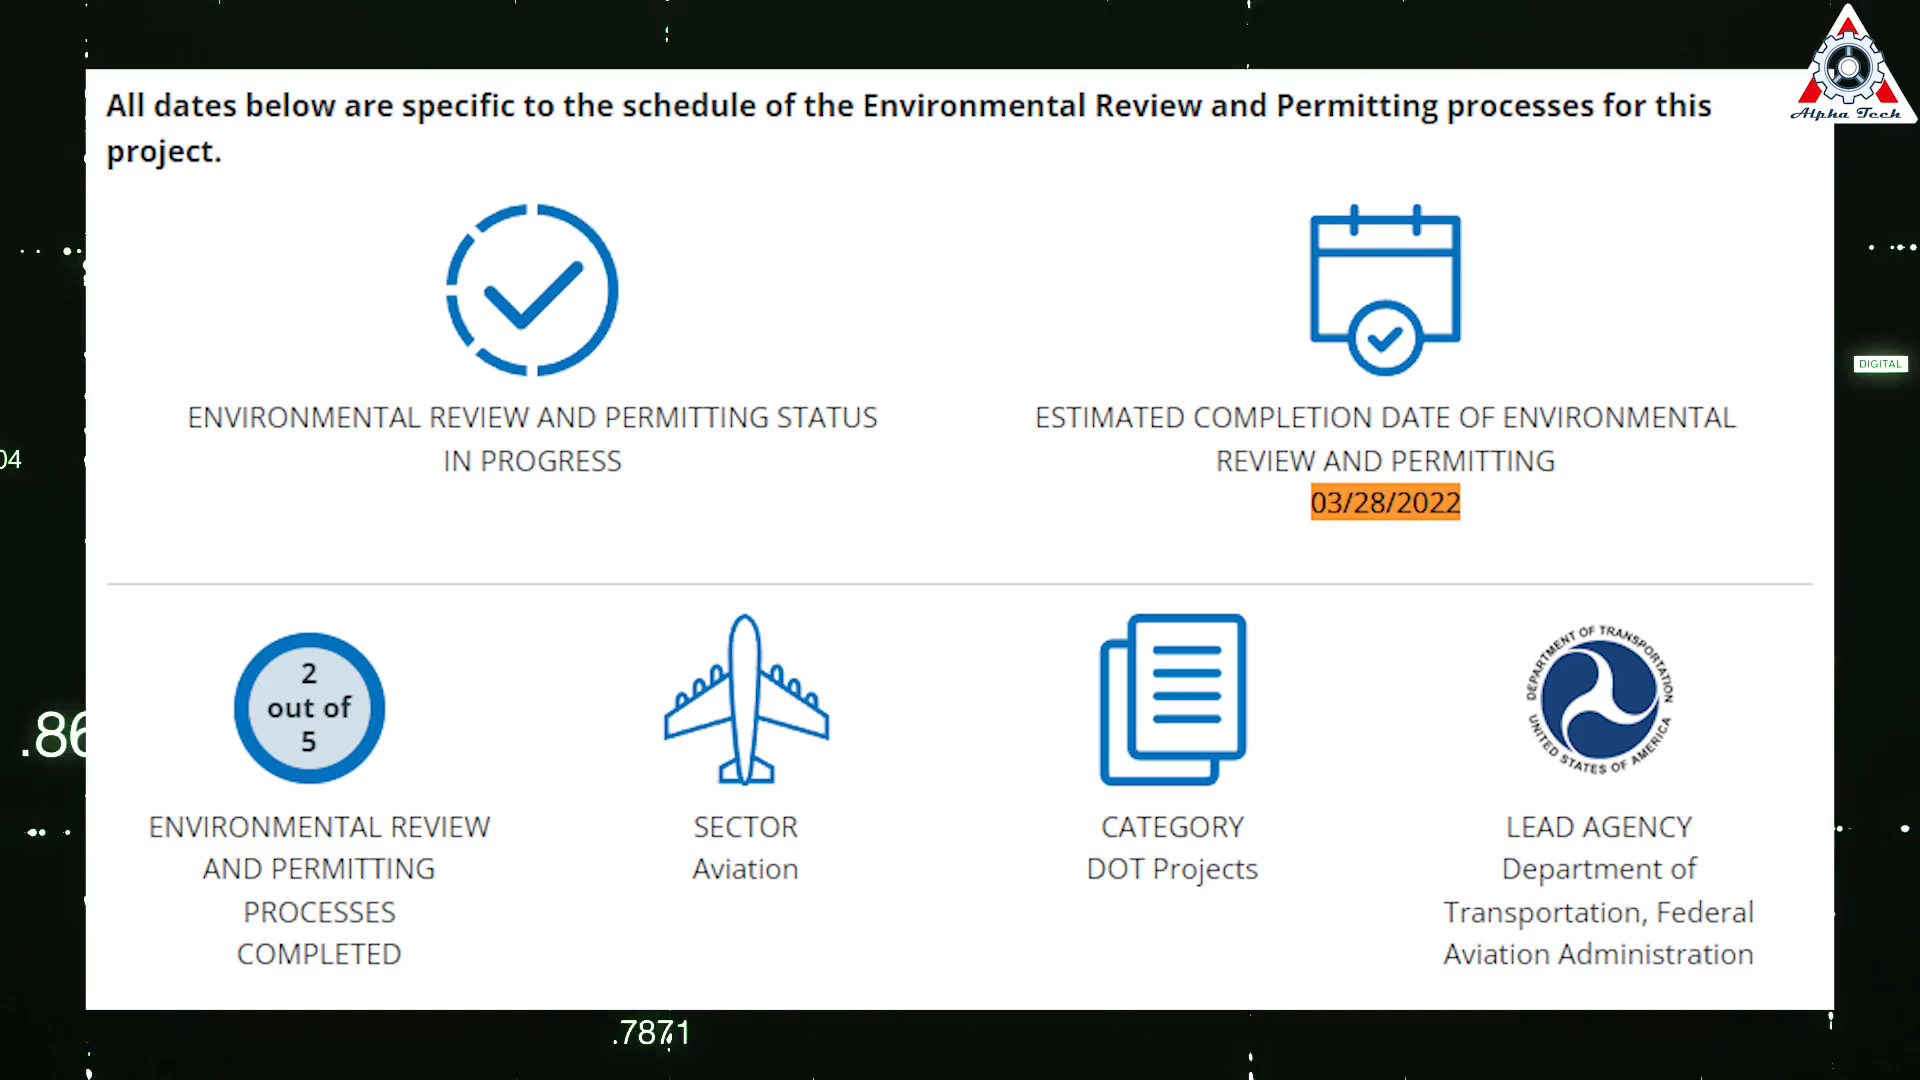 Alpha Tech
All dates below are specific to the schedule of the Environmental Review and Permitting processes for this
project.
ENVIRONMENTAL REVIEW AND PERMITTING STATUS
IN PROGRESS
ESTIMATED COMPLETION DATE OF ENVIRONMENTAL
REVIEW AND PERMITTING
03/28/2022
DIGITAL
04
.86
2
out of
5
ENVIRONMENTAL REVIEW
AND PERMITTING
PROCESSES
COMPLETED
SECTOR
Aviation
CATEGORY
DOT Projects
DEPARTMENT OF TRANSPORTATION
UNITED STATES OF AMERICA
LEAD AGENCY
Department of
Transportation, Federal
Aviation Administration
.7871